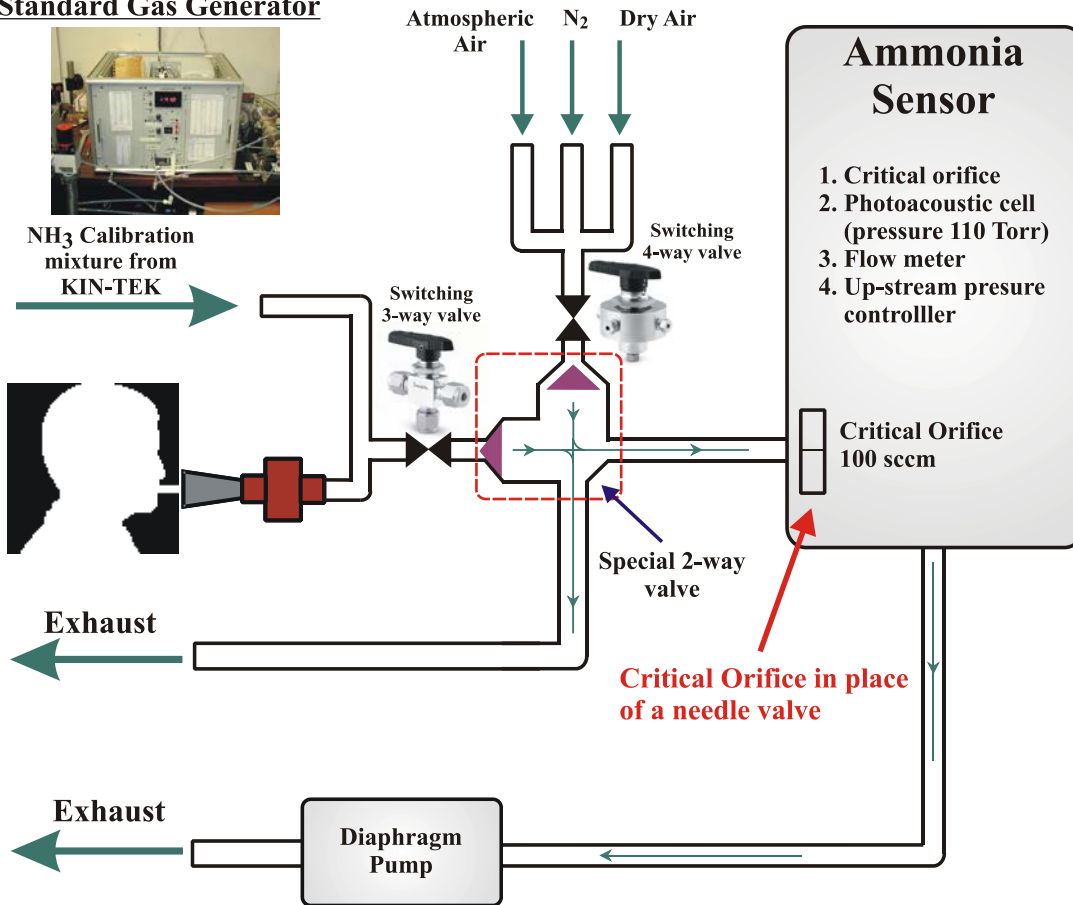 Standard Gas Generator
Atmospheric
Air
N2
Dry Air
Ammonia
Sensor
1. Critical orifice
2. Photoacoustic cell
(pressure 110 Torr)
3. Flow meter
4. Up-stream presure
controlller
NH3 Calibration
mixture from
KIN-TEK
Switching
3-way valve
Switching
4-way valve
Critical Orifice
100 sccm
Special 2-way
valve
Exhaust
Critical Orifice in place
of a needle valve
Exhaust
Diaphragm
Pump